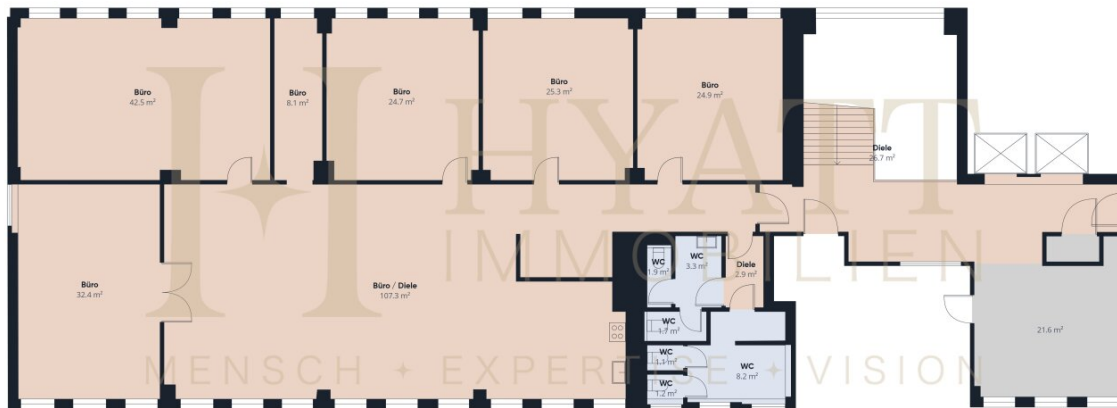 Büro
42.5 m²
Büro
8.1 m²
Büro
24.7 m²
Büro
25.3 m²
Büro
24.9 m²
Diele
26.7 m²
HYATT
IMMOBILIEN
Büro
32.4 m²
Büro / Diele
107.3 m²
WC
1.9 m²
WC
3.3 m²
Diele
2.9 m²
WC
1.7 m²
WC
1.1 m²
WC
8.2 m²
WC
1.2 m²
21.6 m²
MENSCH ✦ EXPERTICE ✦ VISION